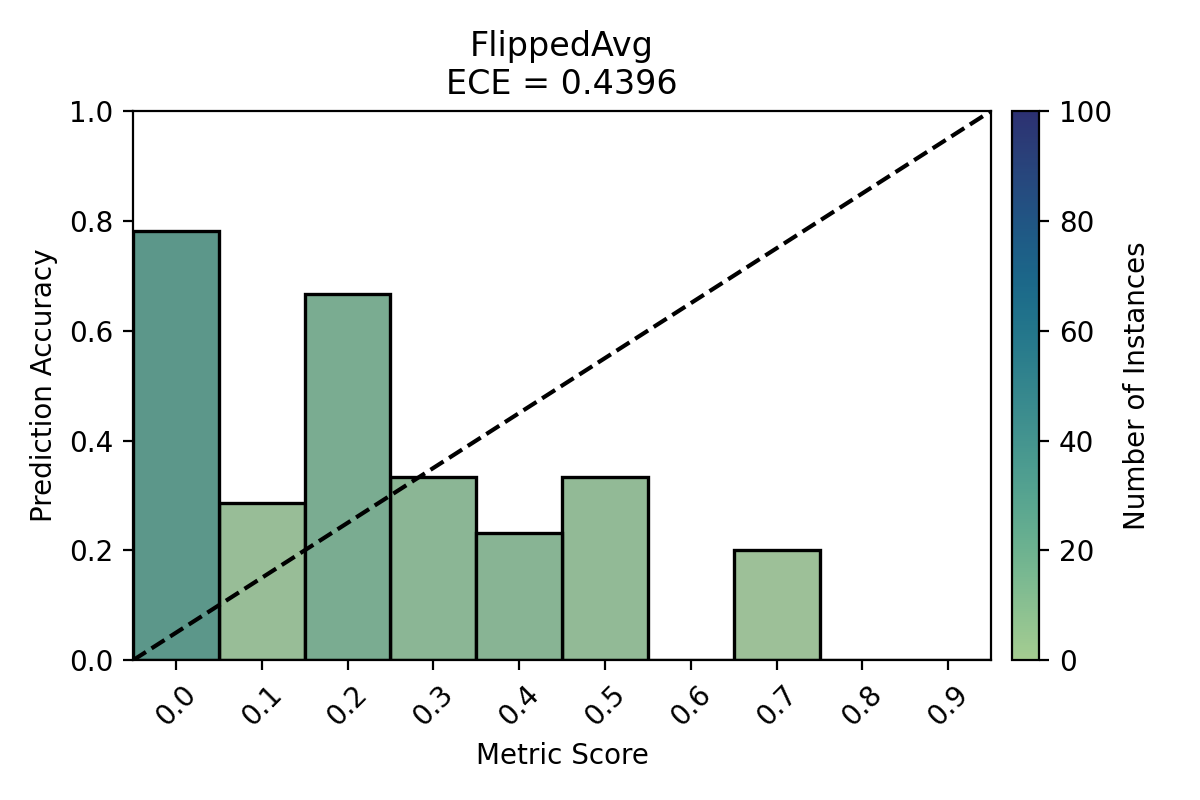 FlippedAvg
ECE = 0.4396
1.0
0.8
0.6
0.4
0.2
0.0
Prediction Accuracy
0.0 0.1 0.2 0.3 0.4 0.5 0.6 0.7 0.8 0.9
Metric Score
100
80
60
40
20
0
Number of Instances